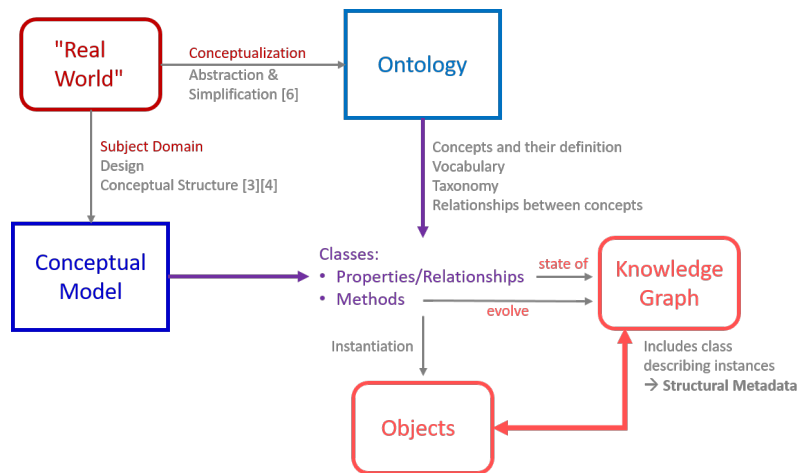 "Real
World"
Conceptualization
Abstraction &
Simplification [6]
Ontology
Subject Domain
Design
Conceptual Structure [3][4]
Concepts and their definition
Vocabulary
Taxonomy
Relationships between concepts
Conceptual
Model
Classes:
• Properties/Relationships
• Methods
state of
evolve
Knowledge
Graph
Instantiation
Includes class
describing instances
→ Structural Metadata
Objects